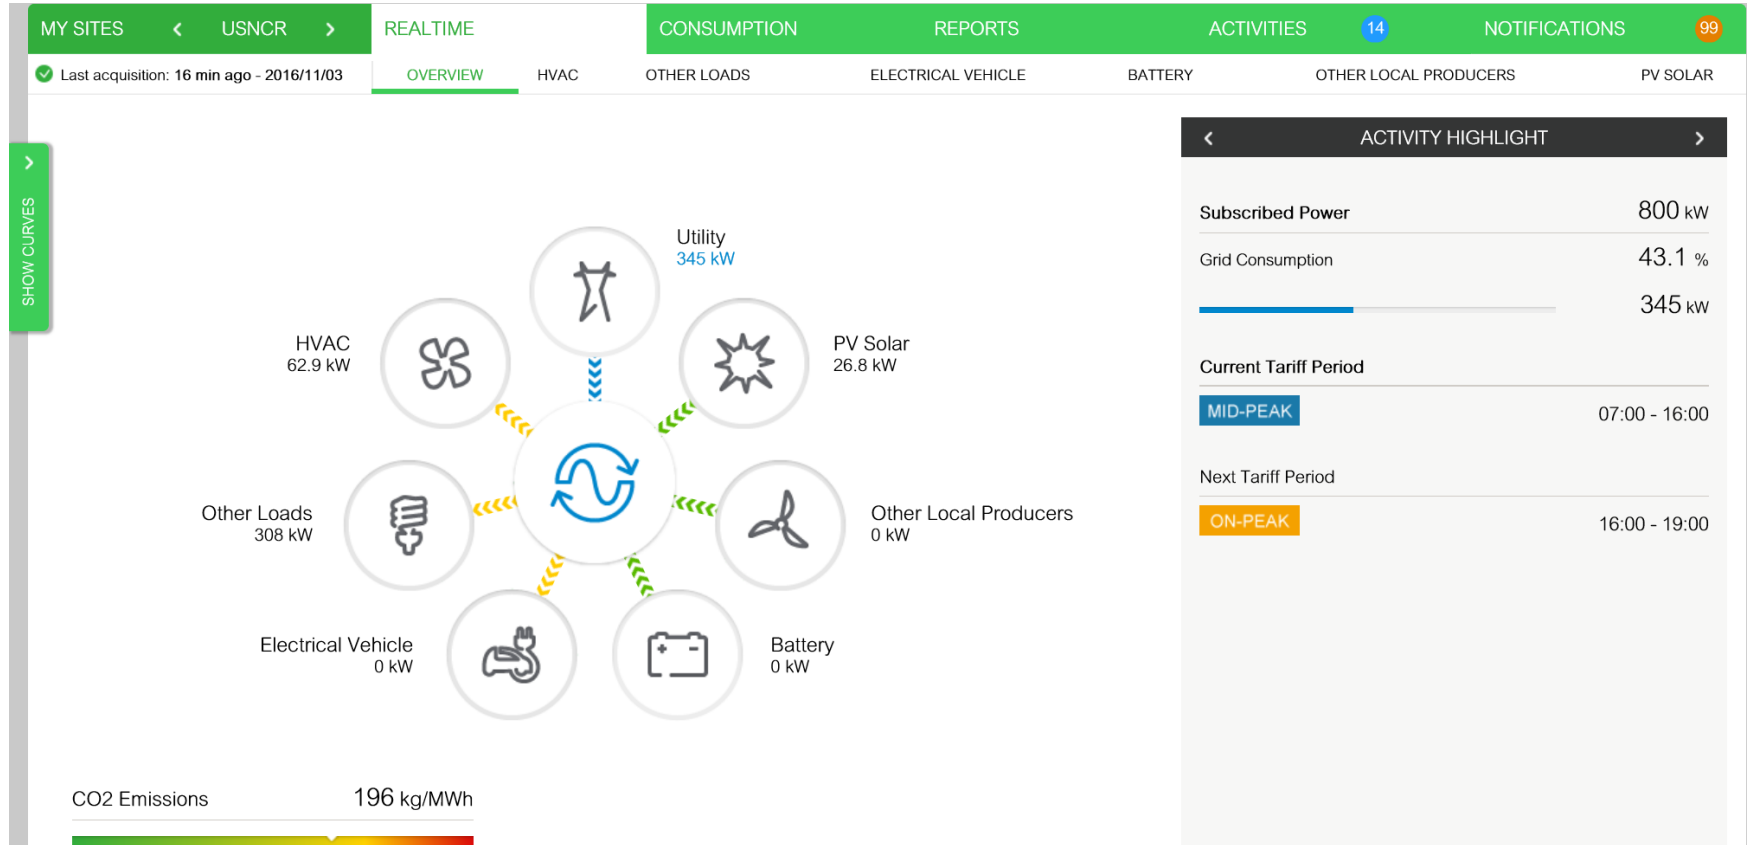 MY SITES
USNCR
REALTIME
CONSUMPTION
REPORTS
ACTIVITIES
14
NOTIFICATIONS
99
Last acquisition: 16 min ago - 2016/11/03
OVERVIEW
HVAC
OTHER LOADS
ELECTRICAL VEHICLE
BATTERY
OTHER LOCAL PRODUCERS
PV SOLAR
SHOW CURVES
Utility
345 kW
HVAC
62.9 kW
PV Solar
26.8 kW
Other Loads
308 kW
Other Local Producers
0 kW
Electrical Vehicle
0 kW
Battery
0 kW
CO2 Emissions
196 kg/MWh
ACTIVITY HIGHLIGHT
Subscribed Power
800 kW
Grid Consumption
43.1 %
345 kW
Current Tariff Period
MID-PEAK
07:00 - 16:00
Next Tariff Period
ON-PEAK
16:00 - 19:00